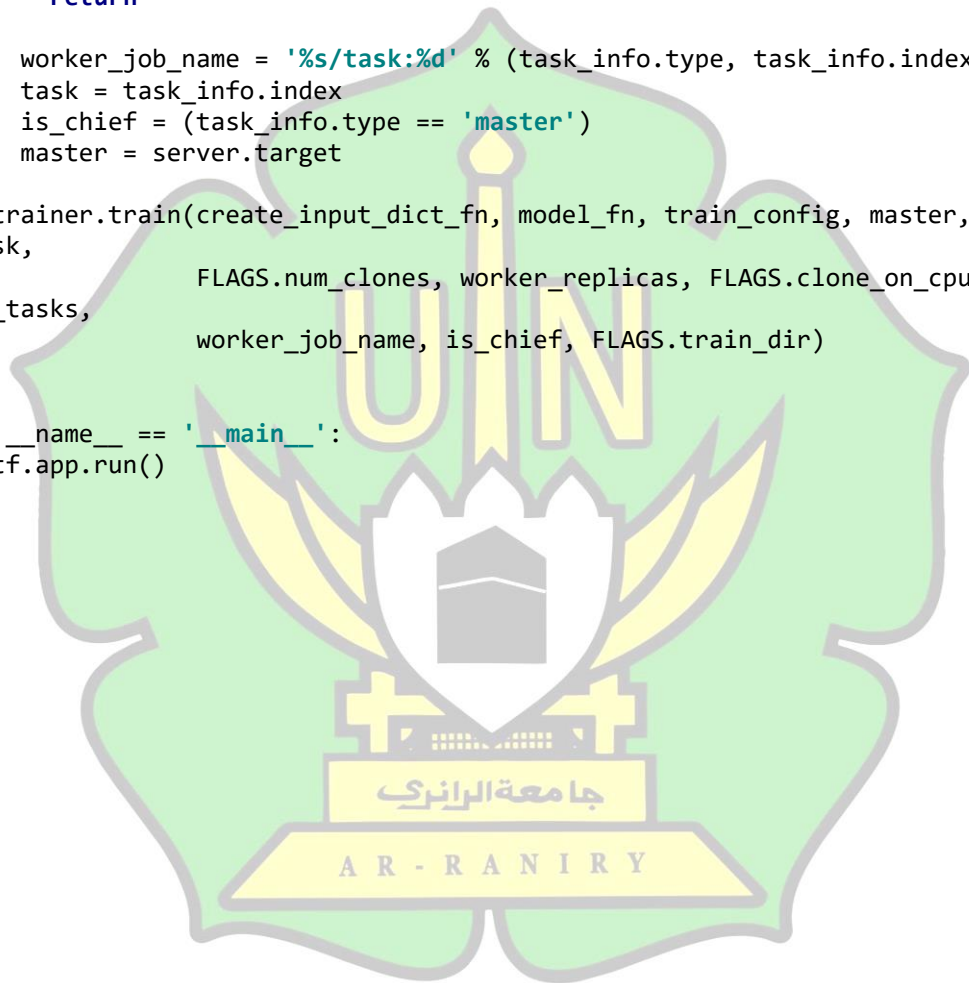 return
worker_job_name = '%s/task:%d' % (task_info.type, task_info.index
task = task_info.index
is_chief = (task_info.type == 'master')
master = server.target
trainer.train(create_input_dict_fn, model_fn, train_config, master,
sk,
FLAGS.num_clones, worker_replicas, FLAGS.clone_on_cpu
_tasks,
worker_job_name, is_chief, FLAGS.train_dir)
__name__ == '__main__':
tf.app.run()
UIN
جامعةالرانري
AR-RANIRY